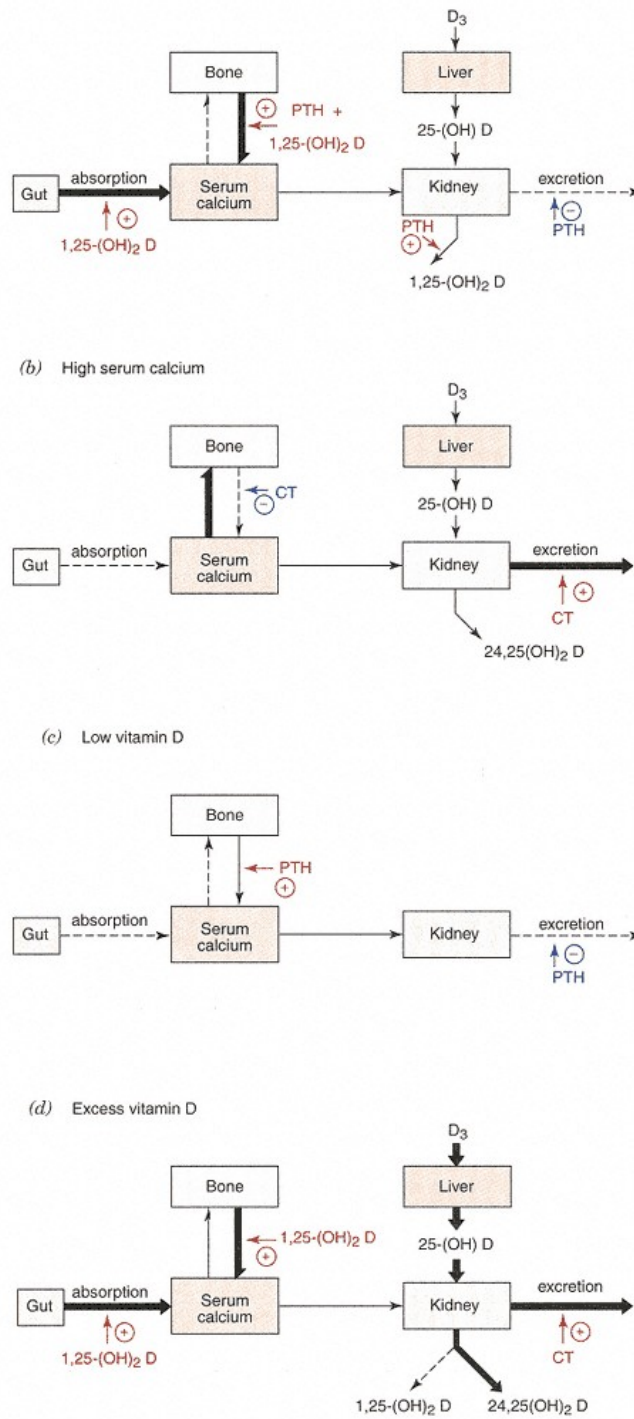 D₃
Bone
Liver
⊕ PTH +
1,25-(OH)₂ D
25-(OH) D
absorption
excretion
Gut
Serum
calcium
Kidney
⊕
1,25-(OH)₂ D
PTH
⊕
⊖
PTH
1,25-(OH)₂ D
(b) High serum calcium
D₃
Bone
Liver
CT
⊖
25-(OH) D
absorption
excretion
Gut
Serum
calcium
Kidney
⊕
CT
24,25(OH)₂ D
(c) Low vitamin D
Bone
PTH
⊕
absorption
excretion
Gut
Serum
calcium
Kidney
⊖
PTH
(d) Excess vitamin D
D₃
Bone
Liver
1,25-(OH)₂ D
⊕
25-(OH) D
absorption
excretion
Gut
Serum
calcium
Kidney
⊕
1,25-(OH)₂ D
⊕
CT
1,25-(OH)₂ D
24,25(OH)₂ D